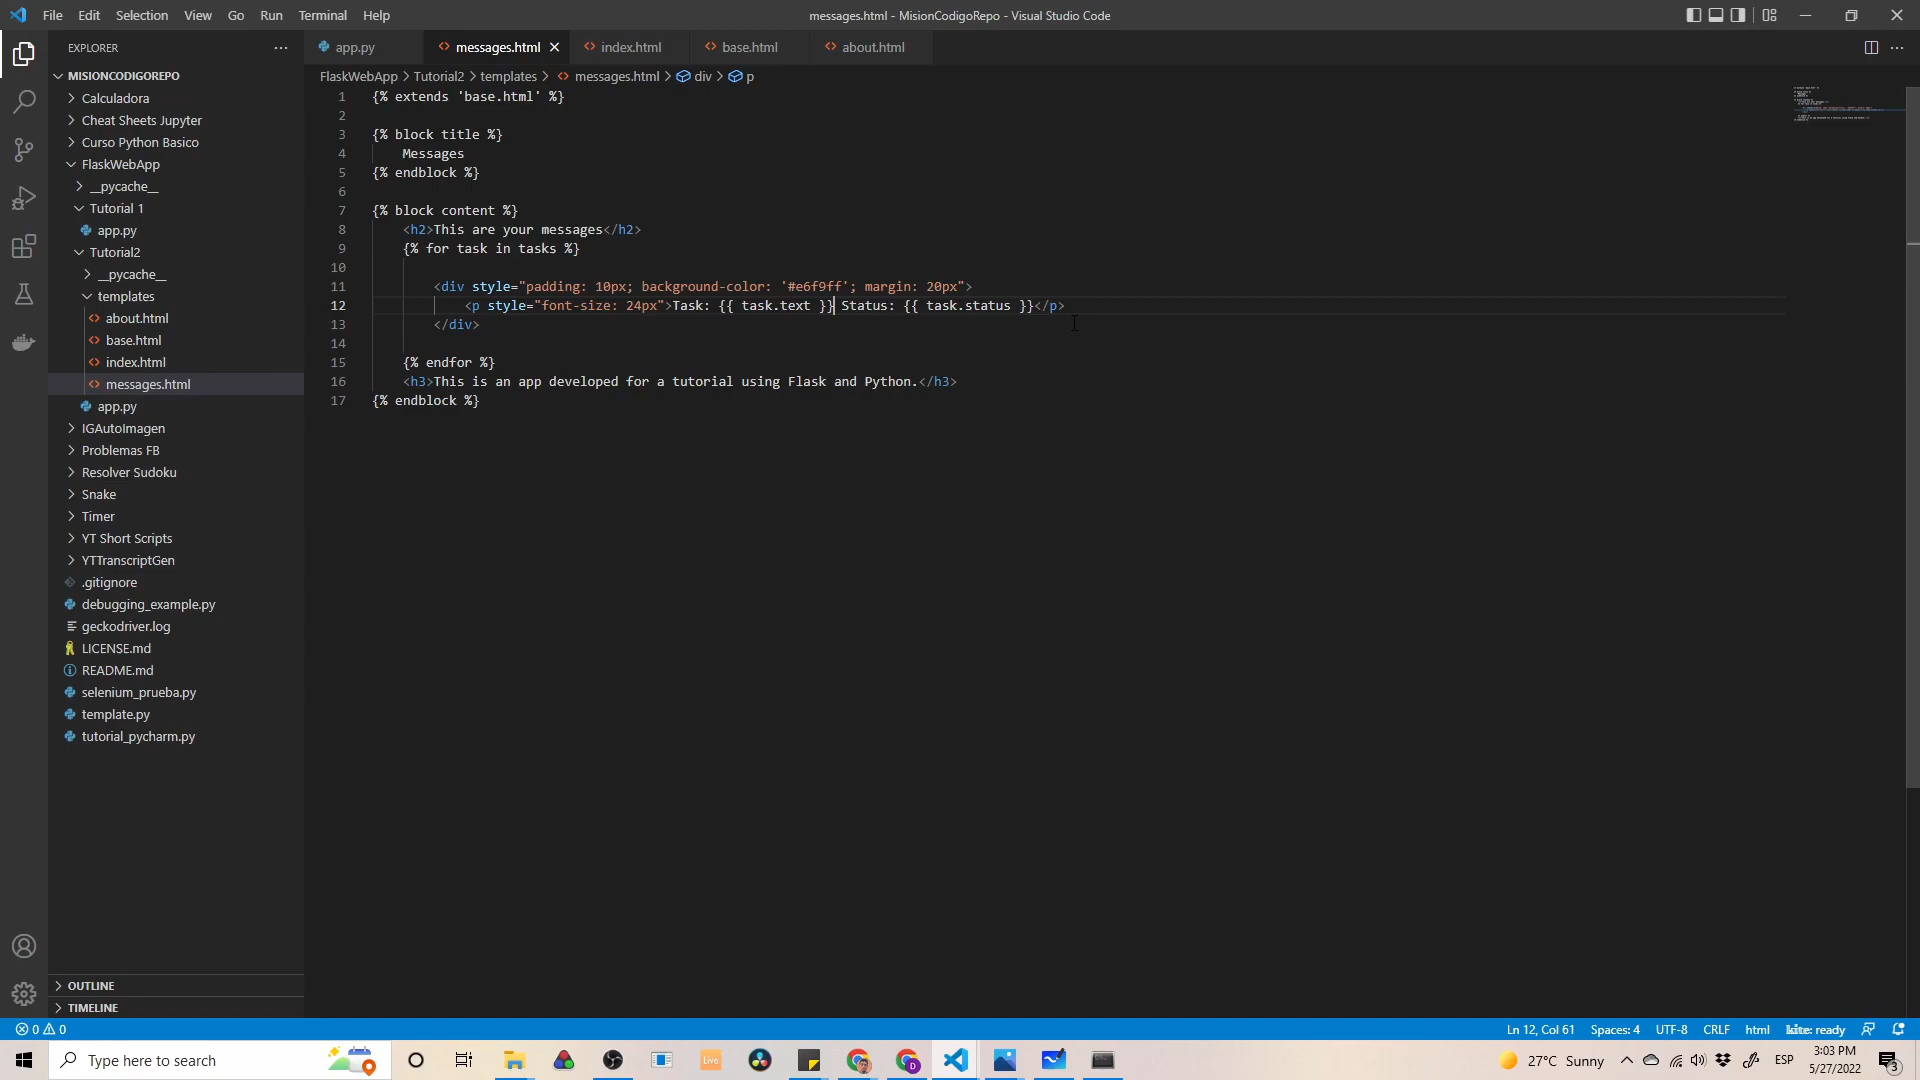 File Edit Selection View Go Run Terminal Help
messages.html - MisionCodigoRepo - Visual Studio Code
EXPLORER
app.py
messages.html
index.html
base.html
about.html
MISIONCODIGOREPO
FlaskWebApp > Tutorial2 > templates > messages.html > div > p
Calculadora
Cheat Sheets Jupyter
Curso Python Basico
FlaskWebApp
__pycache__
Tutorial 1
app.py
Tutorial2
__pycache__
templates
about.html
base.html
index.html
messages.html
app.py
IGAutoImagen
Problemas FB
Resolver Sudoku
Snake
Timer
YT Short Scripts
YTTranscriptGen
.gitignore
debugging_example.py
geckodriver.log
LICENSE.md
README.md
selenium_prueba.py
template.py
tutorial_pycharm.py
OUTLINE
TIMELINE
1 {% extends 'base.html' %}
2
3 {% block title %}
4 Messages
5 {% endblock %}
6
7 {% block content %}
8 <h2>This are your messages</h2>
9 {% for task in tasks %}
10
11 <div style="padding: 10px; background-color: '#e6f9ff'; margin: 20px">
12 <p style="font-size: 24px">Task: {{ task.text }} Status: {{ task.status }}</p>
13 </div>
14
15 {% endfor %}
16 <h3>This is an app developed for a tutorial using Flask and Python.</h3>
17 {% endblock %}
0 0
Ln 12, Col 61 Spaces: 4 UTF-8 CRLF html kite: ready
Type here to search
Live
27°C Sunny
ESP
3:03 PM
5/27/2022
3